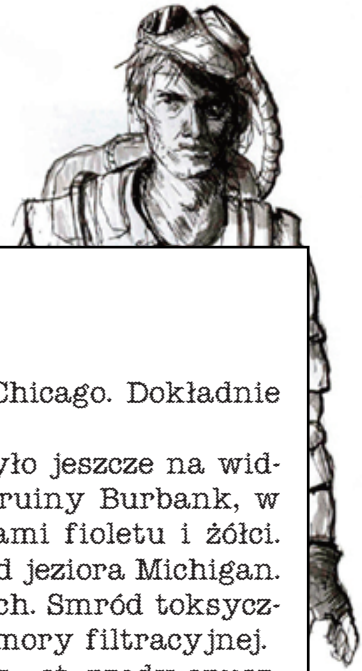 Chicago. Dokładnie
yło jeszcze na wid-
ruiny Burbank, w
ami fioletu i żółci.
d jeziora Michigan.
ch. Smród toksycz-
mory filtracyjnej.